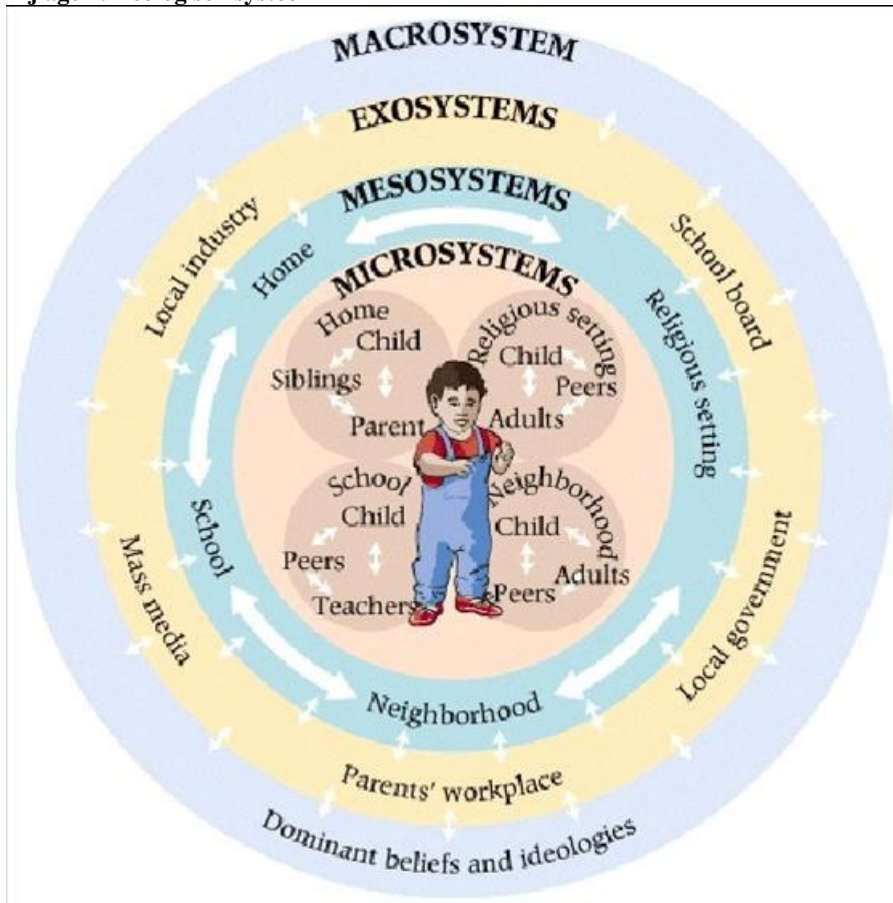 MACROSYSTEM
EXOSYSTEMS
MESOSYSTEMS
MICROSYSTEMS
Local industry
Home
School board
Religious setting
Home
Child
Siblings
Parent
Religious setting
Child
Peers
Adults
School
Child
Peers
Teachers
Neighborhood
Child
Adults
Peers
School
Mass media
Neighborhood
Local government
Parents' workplace
Dominant beliefs and ideologies